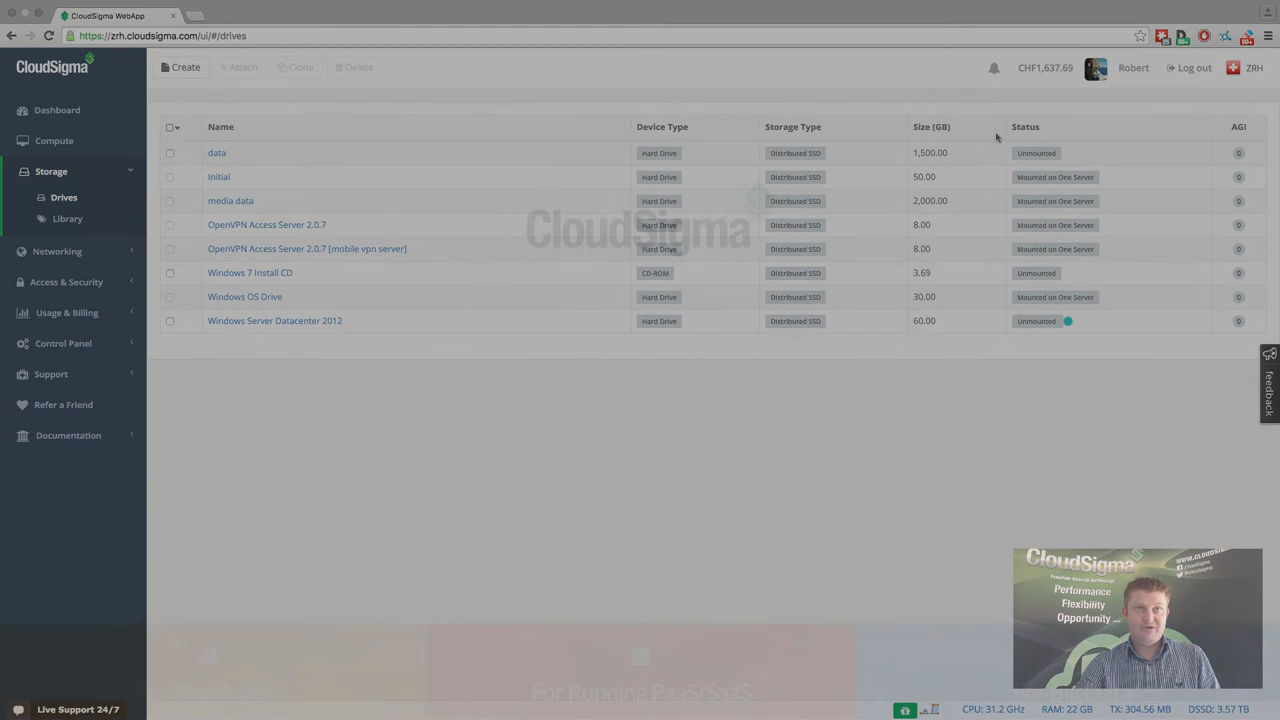 CloudSigma WebApp
https://zrh.cloudsigma.com/ui/#/drives
CloudSigma
Create
Attach
Clone
Delete
CHF1,637.69
Robert
Log out
ZRH
Dashboard
Compute
Storage
Drives
Library
Networking
Access & Security
Usage & Billing
Control Panel
Support
Refer a Friend
Documentation
Name Device Type Storage Type Size (GB) Status AGI
data Hard Drive Distributed SSD 1,500.00 Unmounted 0
Initial Hard Drive Distributed SSD 50.00 Mounted on One Server 0
media data Hard Drive Distributed SSD 2,000.00 Mounted on One Server 0
OpenVPN Access Server 2.0.7 Hard Drive Distributed SSD 8.00 Mounted on One Server 0
OpenVPN Access Server 2.0.7 [mobile vpn server] Hard Drive Distributed SSD 8.00 Mounted on One Server 0
Windows 7 Install CD CD-ROM Distributed SSD 3.69 Unmounted 0
Windows OS Drive Hard Drive Distributed SSD 30.00 Mounted on One Server 0
Windows Server Datacenter 2012 Hard Drive Distributed SSD 60.00 Unmounted 0
CloudSigma
feedback
CloudSigma
Freedom through technology
Performance
Flexibility
Opportunity ...
For Running PaaS/SaaS
Live Support 24/7
CPU: 31.2 GHz RAM: 22 GB TX: 304.56 MB DSSD: 3.57 TB